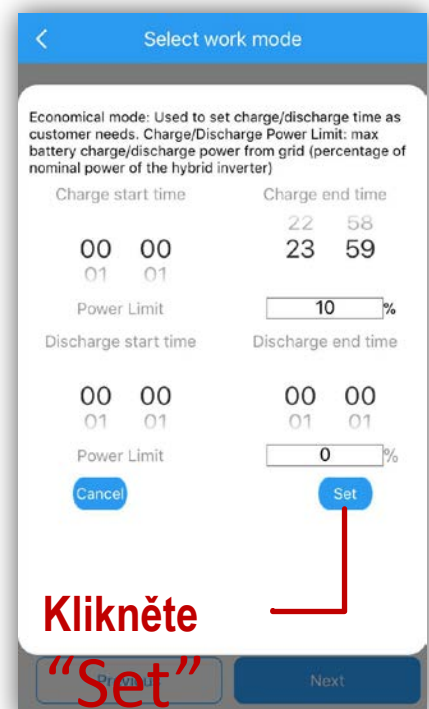 Select work mode
Economical mode: Used to set charge/discharge time as
customer needs. Charge/Discharge Power Limit: max
battery charge/discharge power from grid (percentage of
nominal power of the hybrid inverter)
Charge start time Charge end time
22 58
00 00 23 59
01 01
Power Limit 10 %
Discharge start time Discharge end time
00 00 00 00
01 01 01 01
Power Limit 0 %
Cancel Set
Klikněte
“Set”
Next